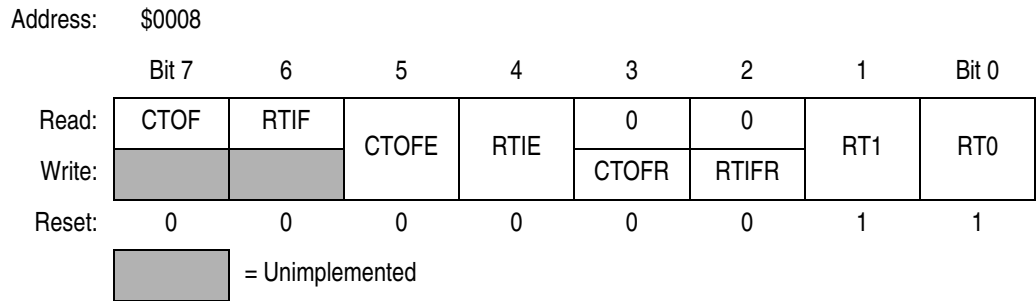 Address: $0008
Bit 7 6 5 4 3 2 1 Bit 0
Read: CTOF RTIF CTOFE RTIE 0 0 RT1 RT0
Write: CTOFR RTIFR
Reset: 0 0 0 0 0 0 1 1
= Unimplemented